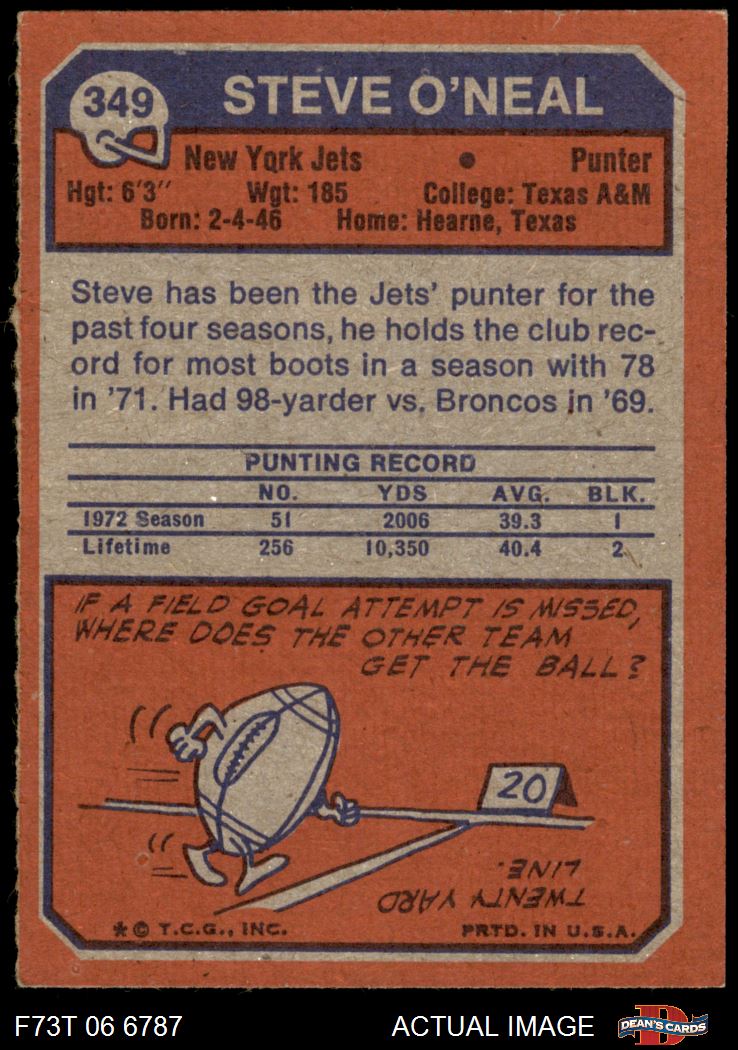 349
STEVE O'NEAL
New York Jets • Punter
Hgt: 6'3" Wgt: 185 College: Texas A&M
Born: 2-4-46 Home: Hearne, Texas
Steve has been the Jets' punter for the
past four seasons, he holds the club rec-
ord for most boots in a season with 78
in '71. Had 98-yarder vs. Broncos in '69.
PUNTING RECORD
NO. YDS AVG. BLK.
1972 Season 51 2006 39.3 1
Lifetime 256 10,350 40.4 2
IF A FIELD GOAL ATTEMPT IS MISSED,
WHERE DOES THE OTHER TEAM
GET THE BALL?
20
TWENTY YARD
LINE.
* © T.C.G., INC. PRTD. IN U.S.A.
F73T 06 6787 ACTUAL IMAGE D DEAN'S CARDS